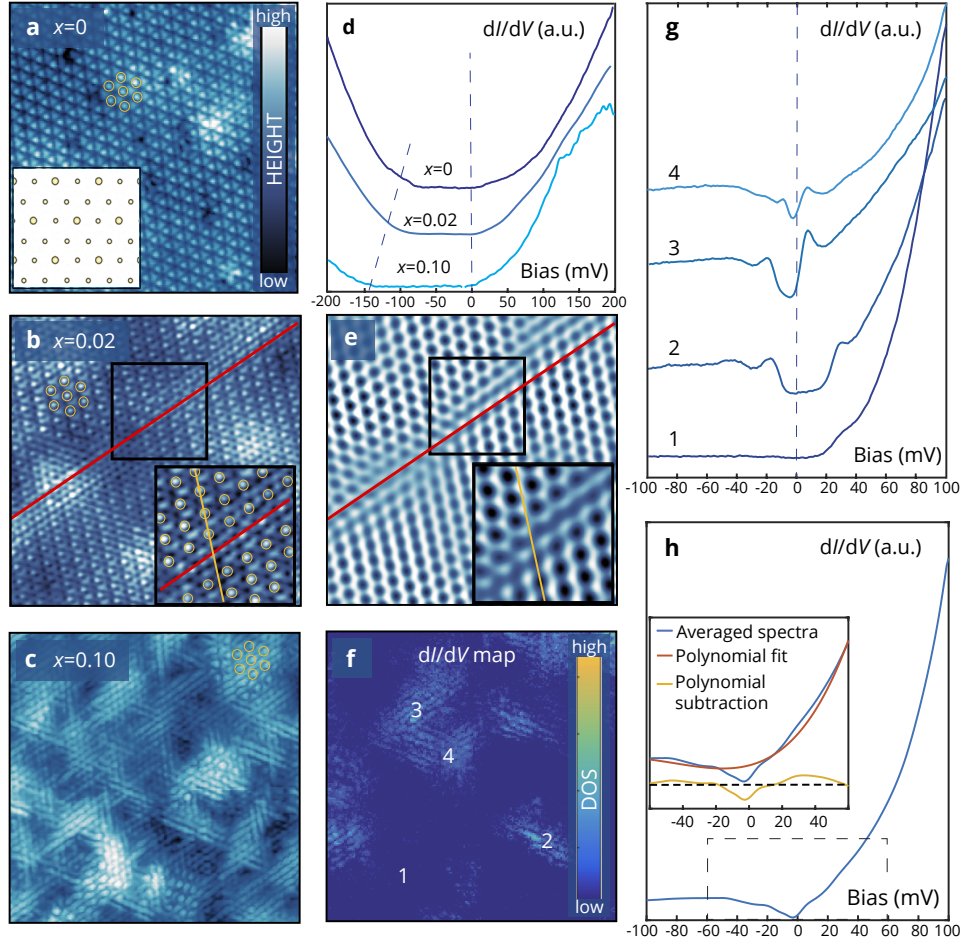 a x=0
high
HEIGHT
low
b x=0.02
c x=0.10
d
dI/dV (a.u.)
x=0
x=0.02
x=0.10
Bias (mV)
-200 -150 -100 -50 0 50 100 150 200
e
f
dI/dV map
high
DOS
low
3
4
2
1
g
dI/dV (a.u.)
4
3
2
1
Bias (mV)
-100 -80 -60 -40 -20 0 20 40 60 80 100
h
dI/dV (a.u.)
Averaged spectra
Polynomial fit
Polynomial
subtraction
-40 -20 0 20 40
Bias (mV)
-100 -80 -60 -40 -20 0 20 40 60 80 100